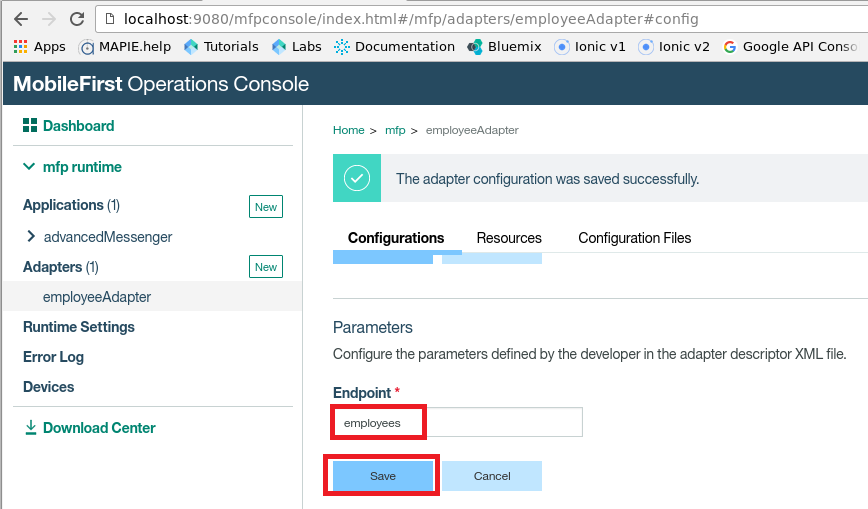 localhost:9080/mfpconsole/index.html#/mfp/adapters/employeeAdapter#config
Apps MAPIE.help Tutorials Labs Documentation Bluemix Ionic v1 Ionic v2 Google API Conso
MobileFirst Operations Console
Dashboard
mfp runtime
Applications (1) New
advancedMessenger
Adapters (1) New
employeeAdapter
Runtime Settings
Error Log
Devices
Download Center
Home > mfp > employeeAdapter
The adapter configuration was saved successfully.
Configurations Resources Configuration Files
Parameters
Configure the parameters defined by the developer in the adapter descriptor XML file.
Endpoint *
employees
Save Cancel